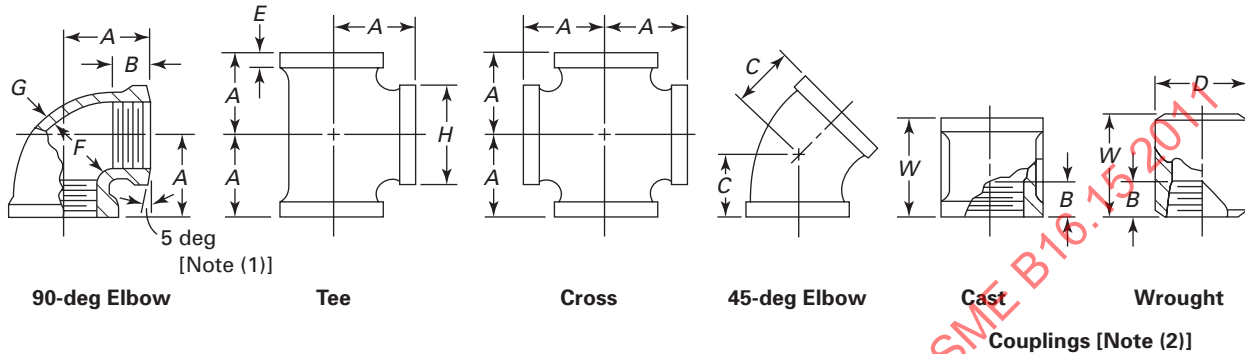 A
B
G
F
A
5 deg
[Note (1)]
90-deg Elbow
E
A
A
A
H
Tee
A
A
A
A
Cross
C
C
45-deg Elbow
W
B
Cast
D
W
B
Wrought
Couplings [Note (2)]
SME B16.15 2011